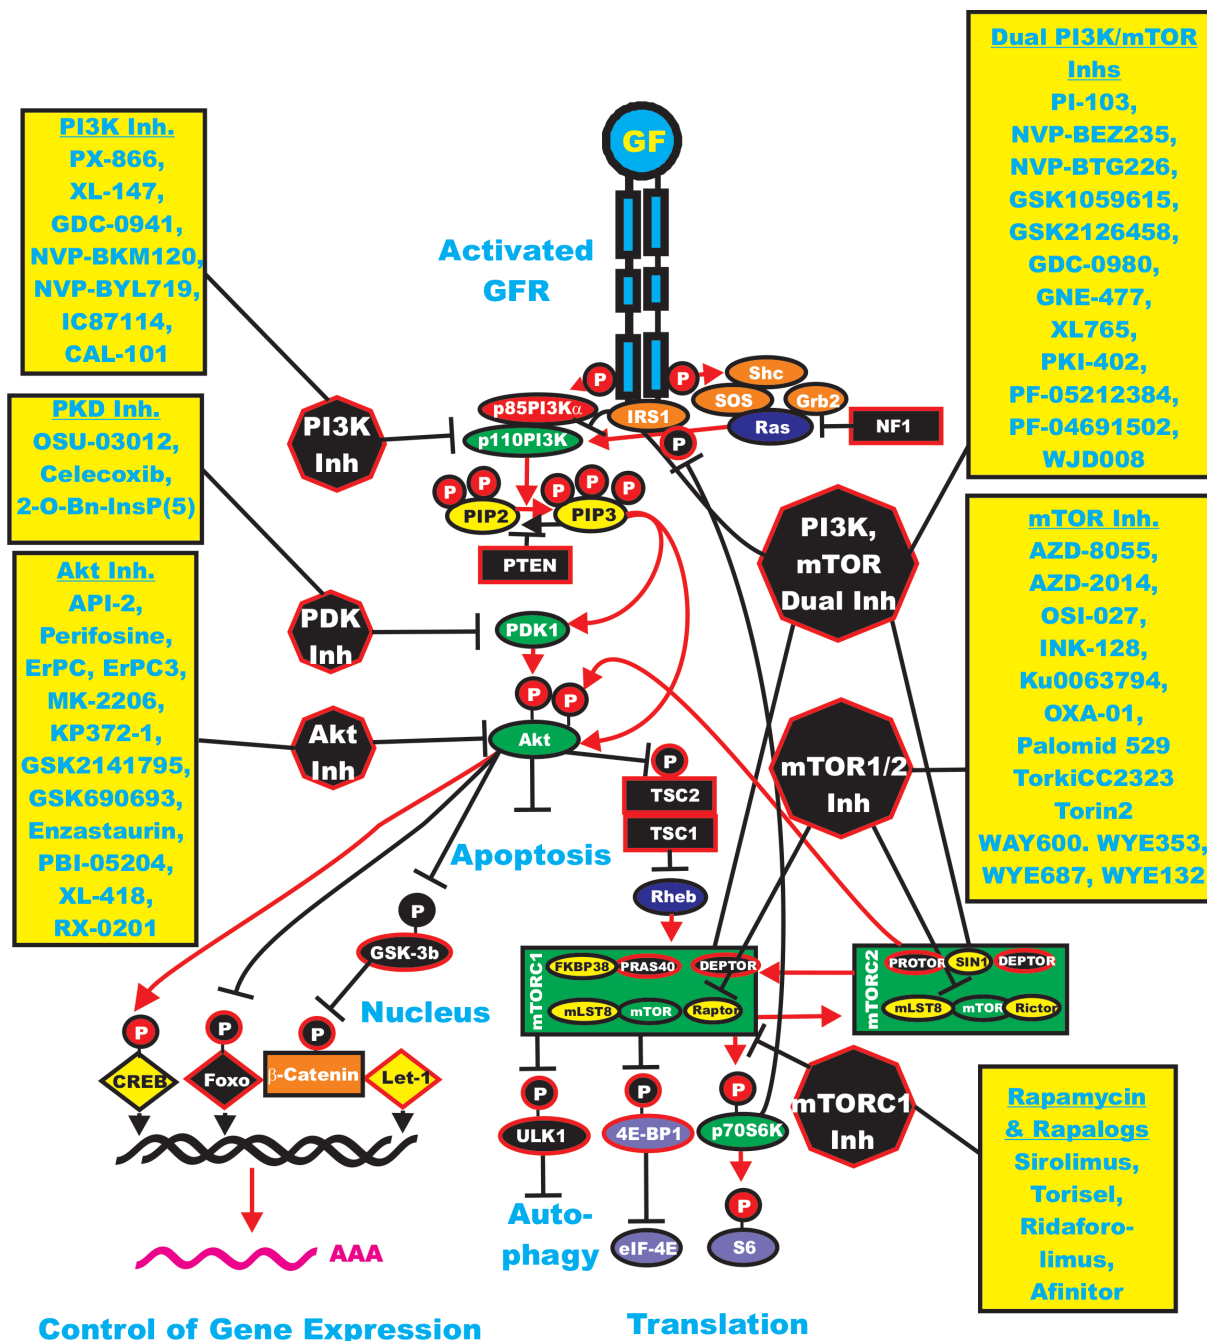 Dual PI3K/mTOR
Inhs
PI-103,
NVP-BEZ235,
NVP-BTG226,
GSK1059615,
GSK2126458,
GDC-0980,
GNE-477,
XL765,
PKI-402,
PF-05212384,
PF-04691502,
WJD008
PI3K Inh.
PX-866,
XL-147,
GDC-0941,
NVP-BKM120,
NVP-BYL719,
IC87114,
CAL-101
GF
Activated
GFR
P
P
Shc
p85PI3Kα
IRS1
SOS
Grb2
p110PI3K
Ras
NF1
P
PI3K
Inh
PKD Inh.
OSU-03012,
Celecoxib,
2-O-Bn-InsP(5)
P
P
P
P
P
PIP2
PIP3
PTEN
PI3K,
mTOR
Dual Inh
mTOR Inh.
AZD-8055,
AZD-2014,
OSI-027,
INK-128,
Ku0063794,
OXA-01,
Palomid 529
TorkiCC2323
Torin2
WAY600. WYE353,
WYE687, WYE132
Akt Inh.
API-2,
Perifosine,
ErPC, ErPC3,
MK-2206,
KP372-1,
GSK2141795,
GSK690693,
Enzastaurin,
PBI-05204,
XL-418,
RX-0201
PDK
Inh
PDK1
P
P
Akt
Inh
Akt
mTOR1/2
Inh
P
TSC2
TSC1
Apoptosis
Rheb
P
GSK-3b
mTORC1
FKBP38
PRAS40
DEPTOR
mLST8
mTOR
Raptor
mTORC2
PROTOR
SIN1
DEPTOR
mLST8
mTOR
Rictor
Nucleus
P
P
P
CREB
Foxo
β-Catenin
Let-1
P
P
P
ULK1
4E-BP1
p70S6K
mTORC1
Inh
Rapamycin
& Rapalogs
Sirolimus,
Torisel,
Ridaforo-
limus,
Afinitor
P
Auto-
phagy
eIF-4E
S6
AAA
Control of Gene Expression
Translation